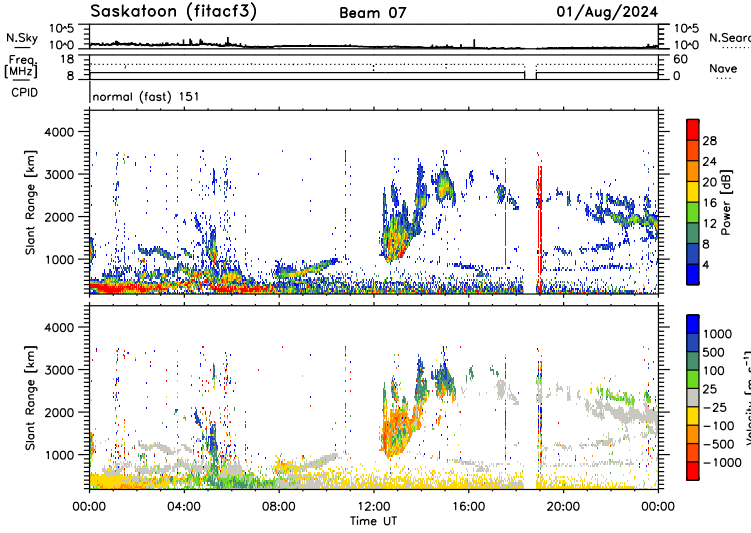 Saskatoon (fitacf3) Beam 07 01/Aug/2024
N.Sky 10^5 10^0 10^5 10^0 N.Searc
Freq. [MHz] 18 8 60 0 Nave
CPID normal (fast) 151
Slant Range [km] 4000 3000 2000 1000
Power [dB] 28 24 20 16 12 8 4
Slant Range [km] 4000 3000 2000 1000
Velocity [m s⁻¹] 1000 500 100 25 −25 −100 −500 −1000
00:00 04:00 08:00 12:00 16:00 20:00 00:00
Time UT